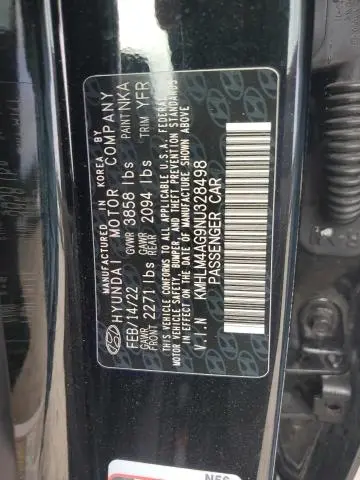 MANUFACTURED IN KOREA BY
HYUNDAI MOTOR COMPANY
FEB/14/22 GVWR 3858 lbs PAINT NKA
GAWR FRONT 2271 lbs GAWR REAR 2094 lbs TRIM YFR
THIS VEHICLE CONFORMS TO ALL APPLICABLE U.S.A. FEDERAL
MOTOR VEHICLE SAFETY, BUMPER, AND THEFT PREVENTION STANDARDS
IN EFFECT ON THE DATE OF MANUFACTURE SHOWN ABOVE
V.I.N KMHLM4AG9NU328498
PASSENGER CAR